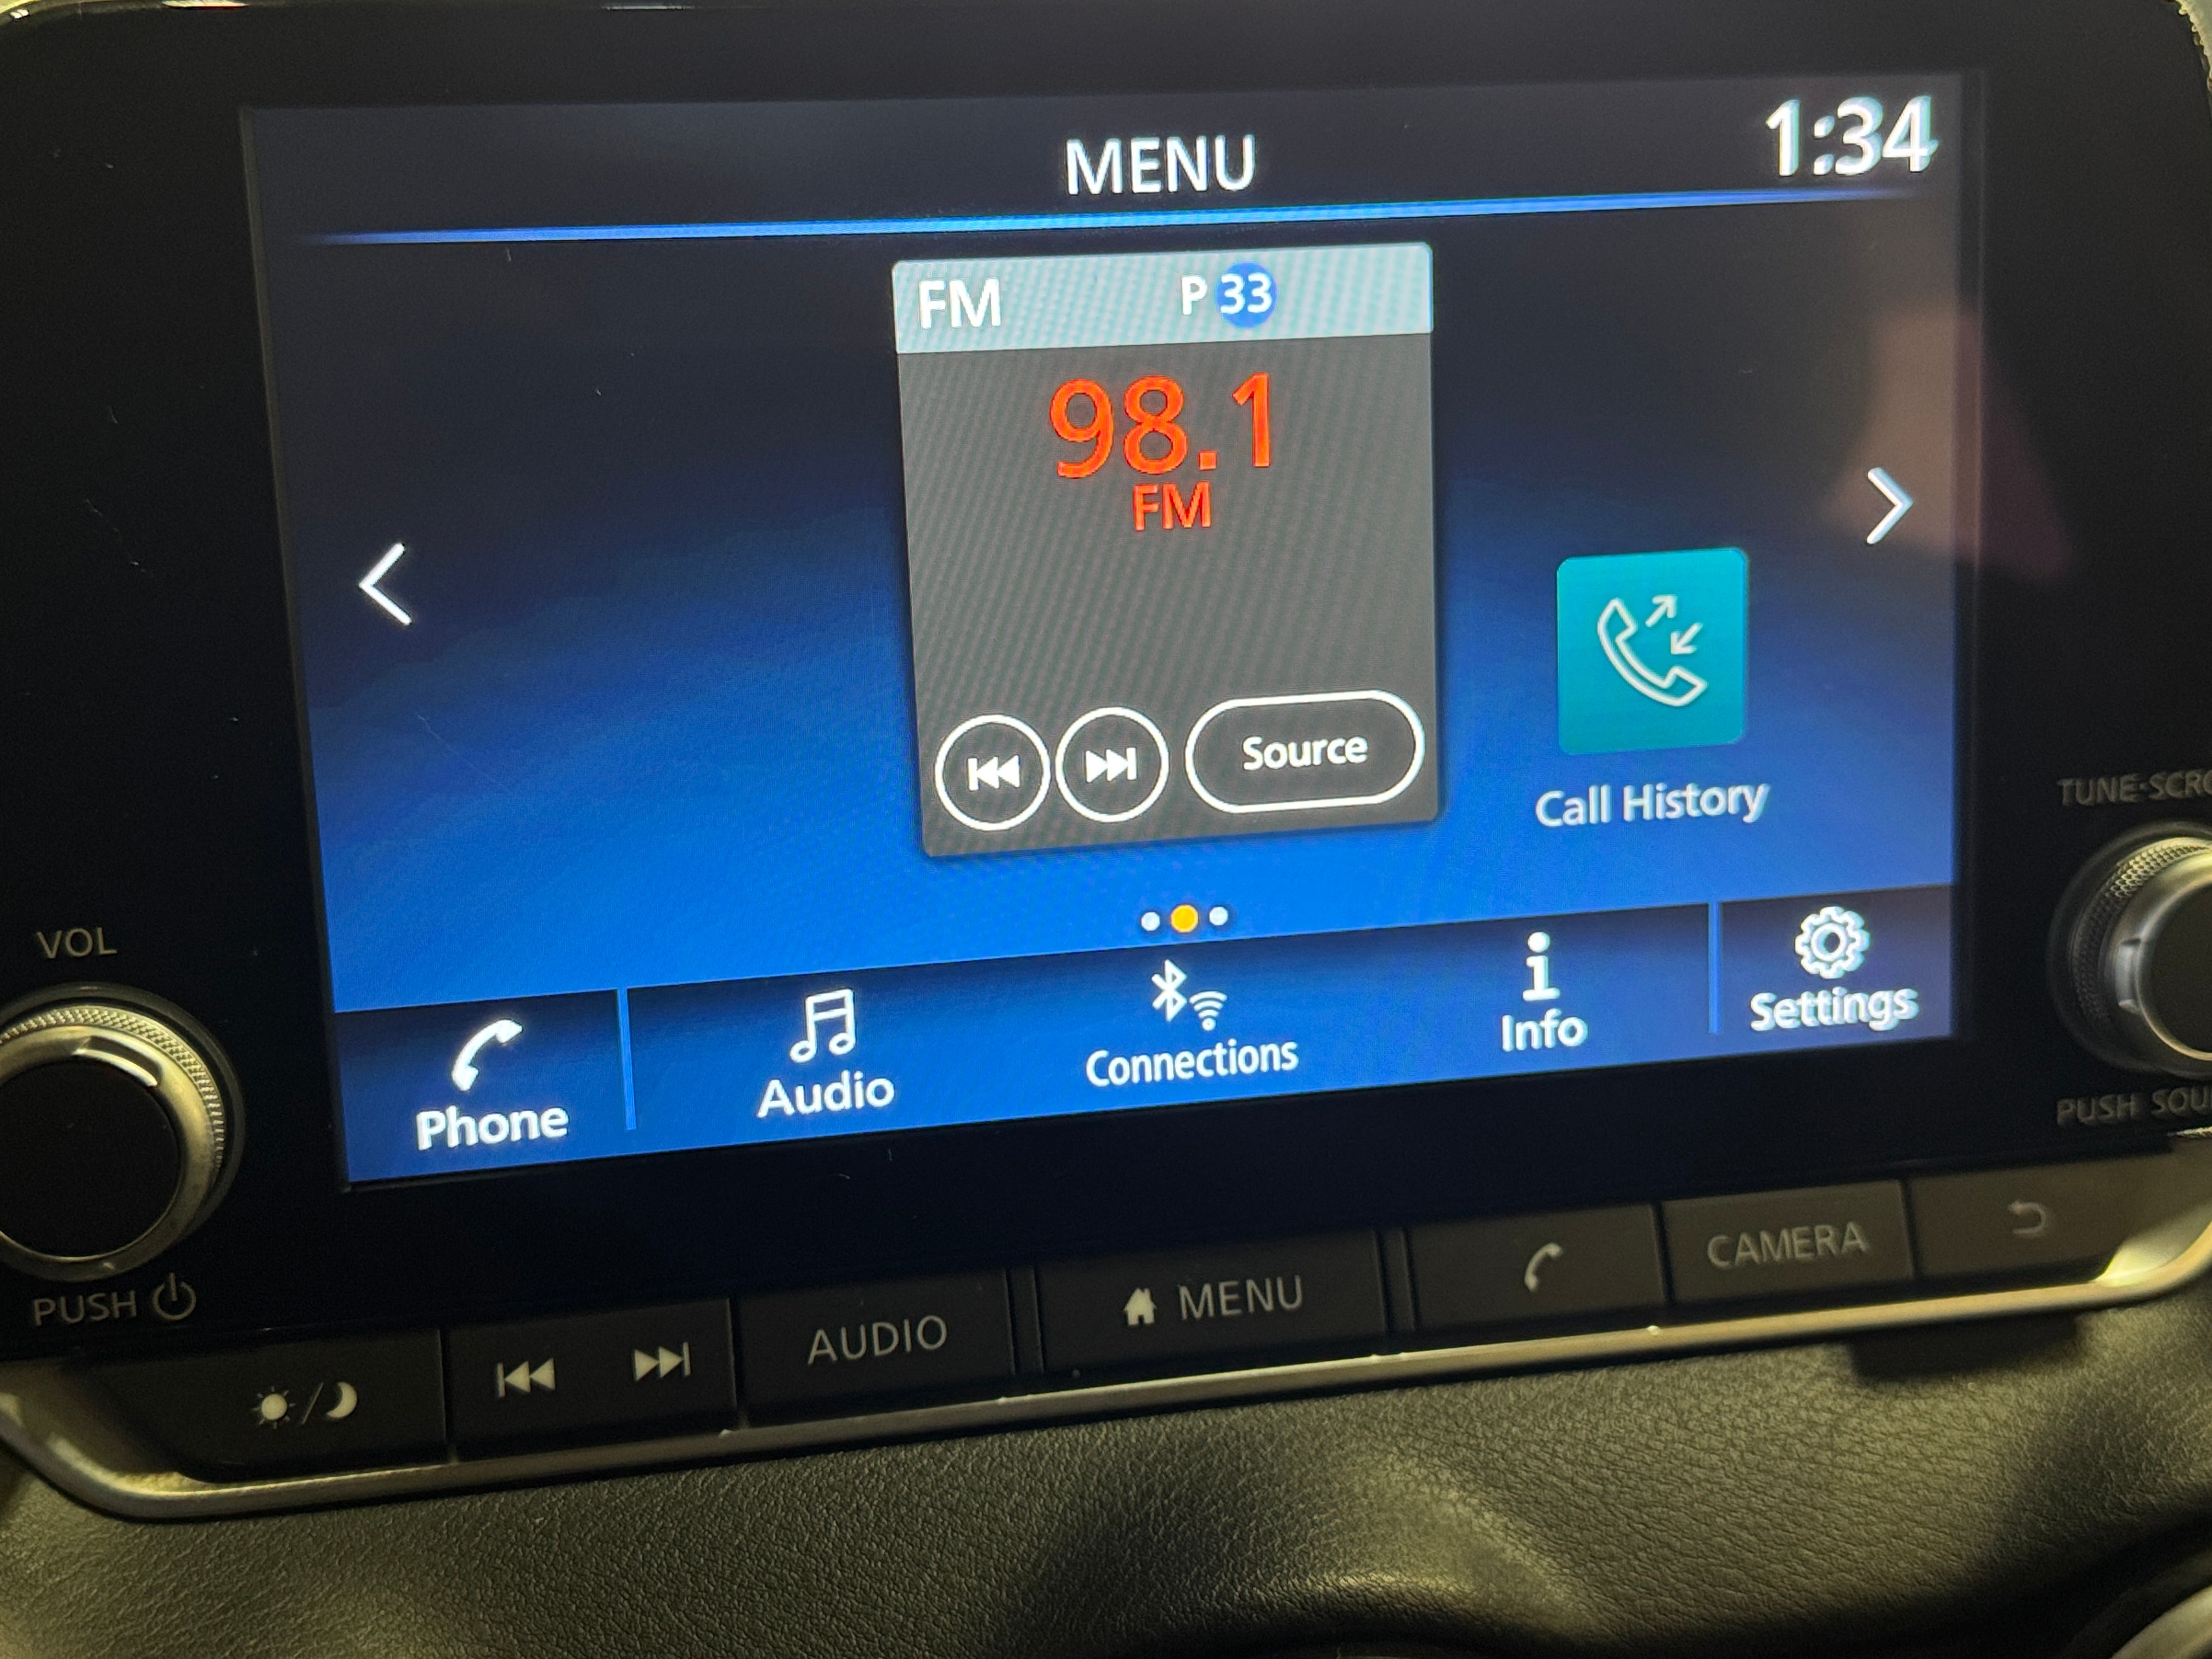 MENU
1:34
FM P 33
98.1
FM
Source
Call History
Phone
Audio
Connections
Info
Settings
VOL
PUSH
AUDIO
MENU
CAMERA
PUSH